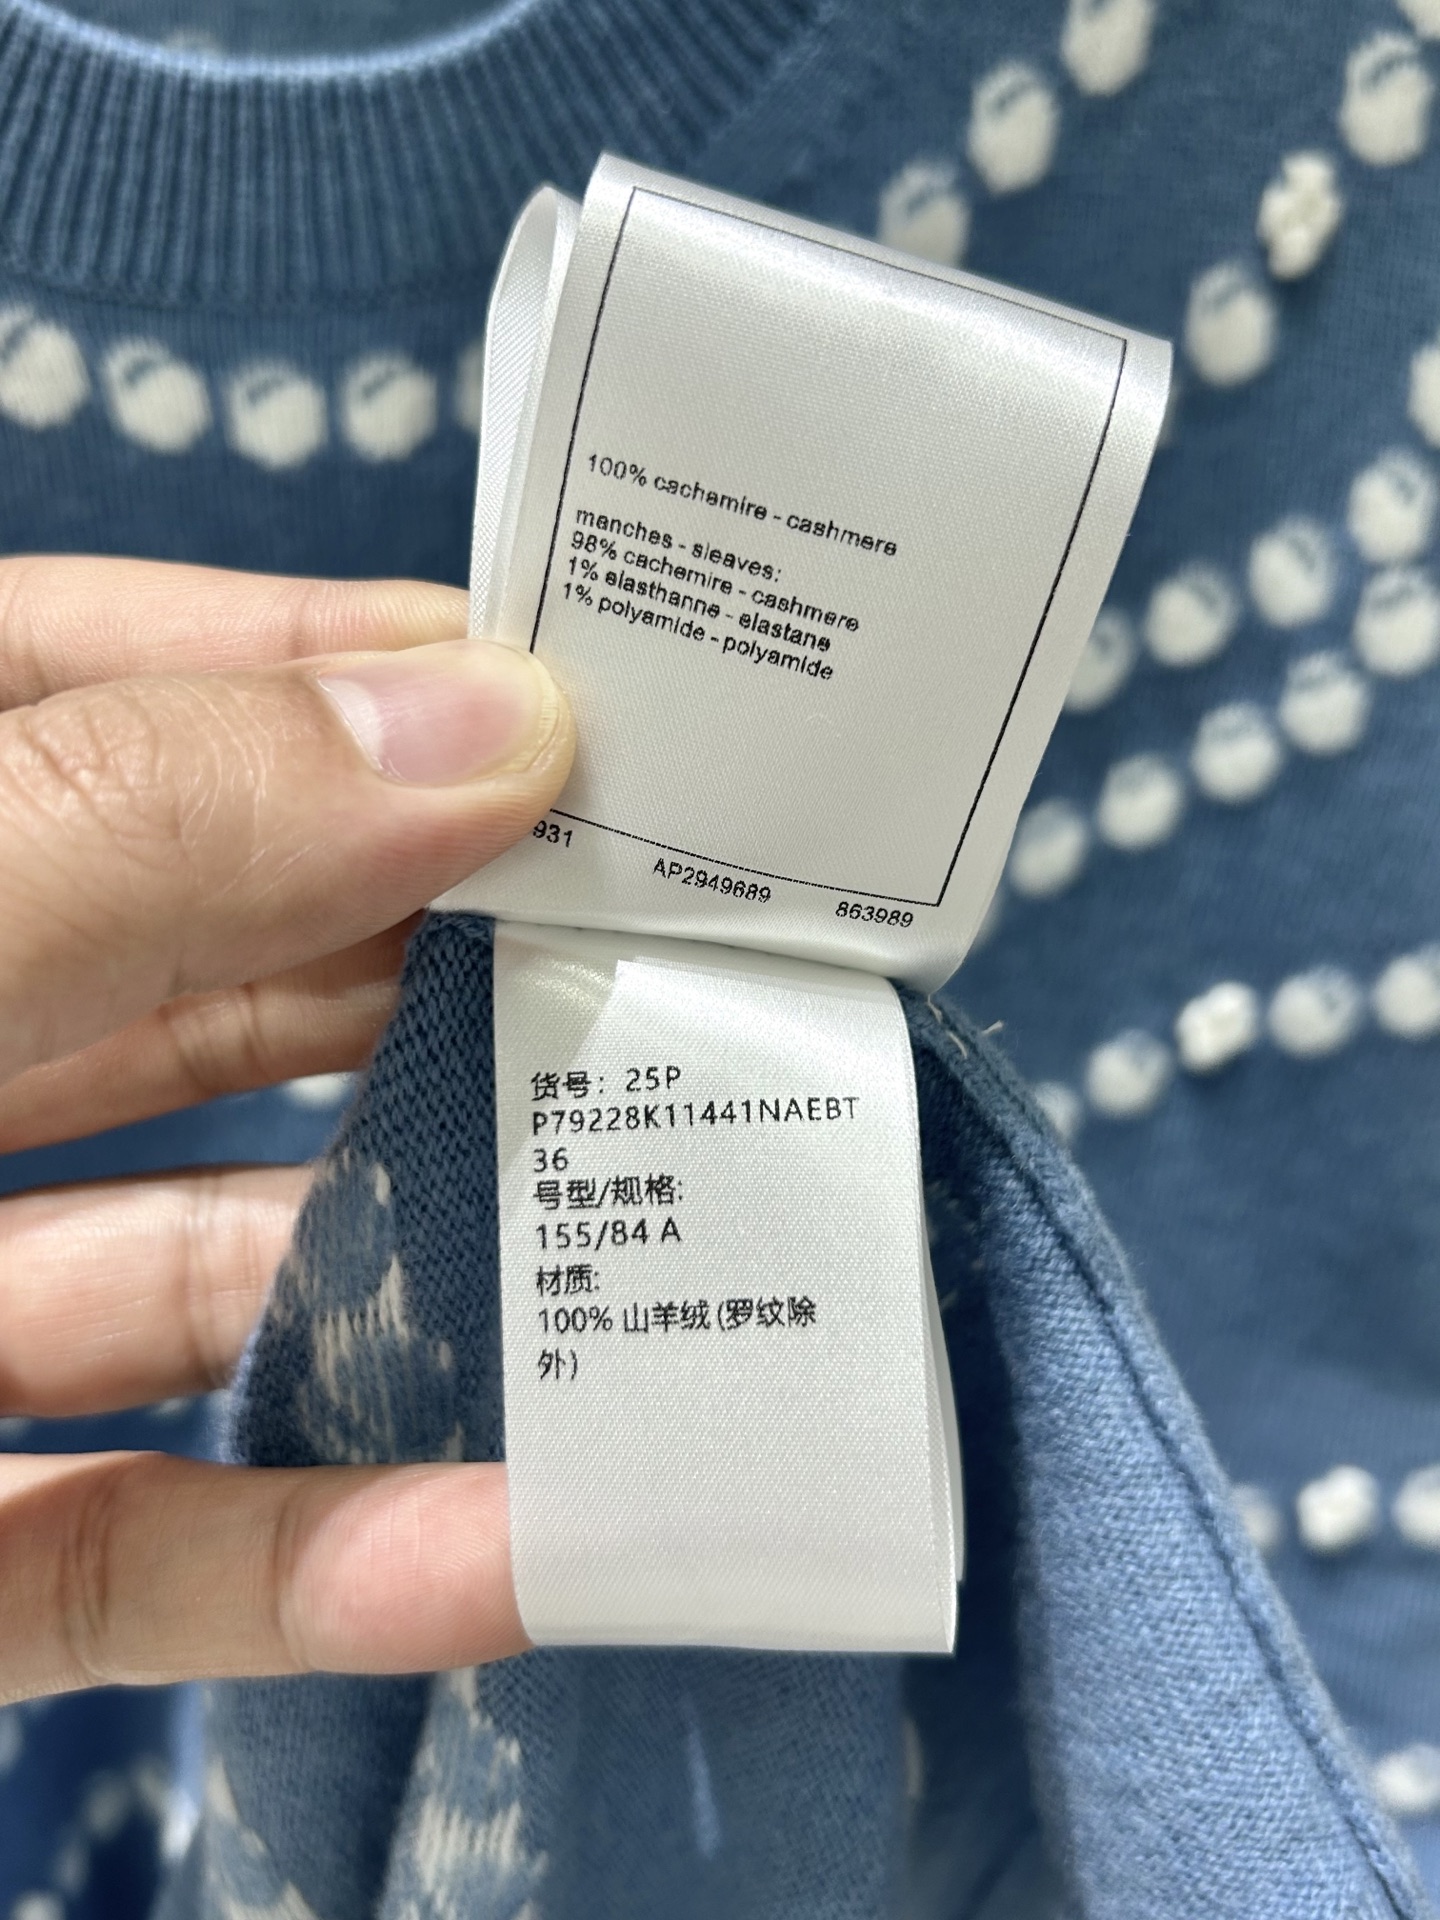 100% cachemire - cashmere
manches - sleaves:
98% cachemire - cashmere
1% elasthanne - elastane
1% polyamide - polyamide
931 AP2949689 863989
货号: 25P
P79228K11441NAEBT
36
号型/规格:
155/84 A
材质:
100% 山羊绒(罗纹除
外)